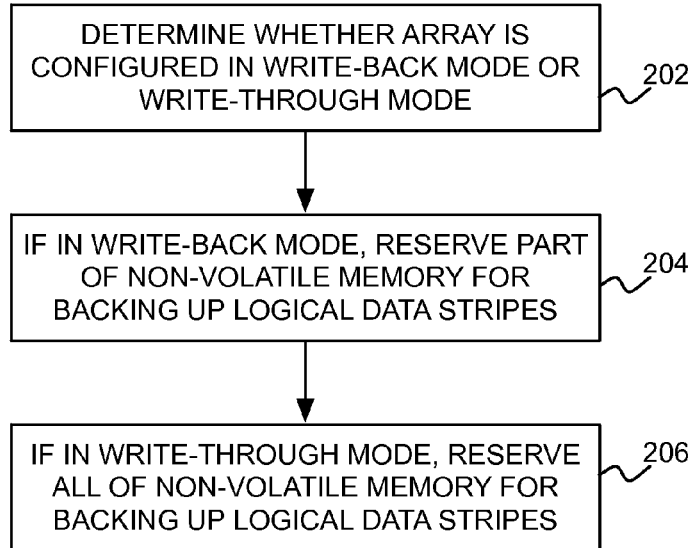 DETERMINE WHETHER ARRAY IS
CONFIGURED IN WRITE-BACK MODE OR
WRITE-THROUGH MODE
202
IF IN WRITE-BACK MODE, RESERVE PART
OF NON-VOLATILE MEMORY FOR
BACKING UP LOGICAL DATA STRIPES
204
IF IN WRITE-THROUGH MODE, RESERVE
ALL OF NON-VOLATILE MEMORY FOR
BACKING UP LOGICAL DATA STRIPES
206